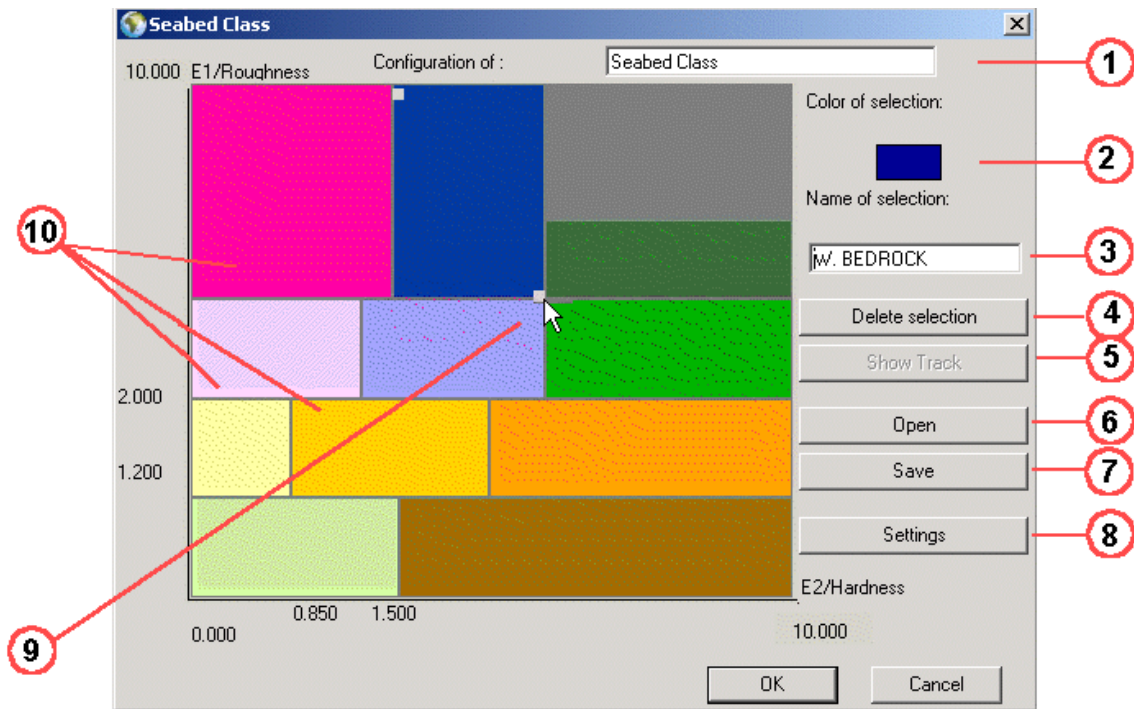 Seabed Class
Configuration of : Seabed Class 1
10.000 E1/Roughness
Color of selection:
2
Name of selection:
10
W. BEDROCK 3
Delete selection 4
Show Track 5
2.000
Open 6
1.200
Save 7
Settings 8
E2/Hardness
0.850 1.500
0.000 10.000
9
OK Cancel